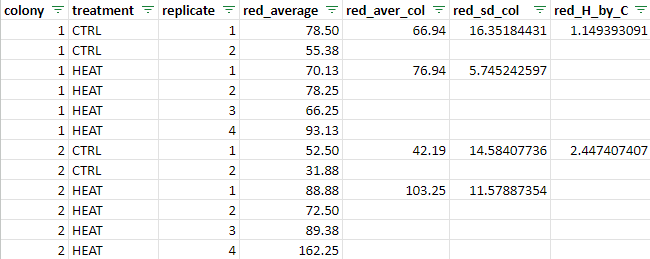 colony treatment replicate red_average red_aver_col red_sd_col red_H_by_C
1 CTRL 1 78.50 66.94 16.35184431 1.149393091
1 CTRL 2 55.38
1 HEAT 1 70.13 76.94 5.745242597
1 HEAT 2 78.25
1 HEAT 3 66.25
1 HEAT 4 93.13
2 CTRL 1 52.50 42.19 14.58407736 2.447407407
2 CTRL 2 31.88
2 HEAT 1 88.88 103.25 11.57887354
2 HEAT 2 72.50
2 HEAT 3 89.38
2 HEAT 4 162.25